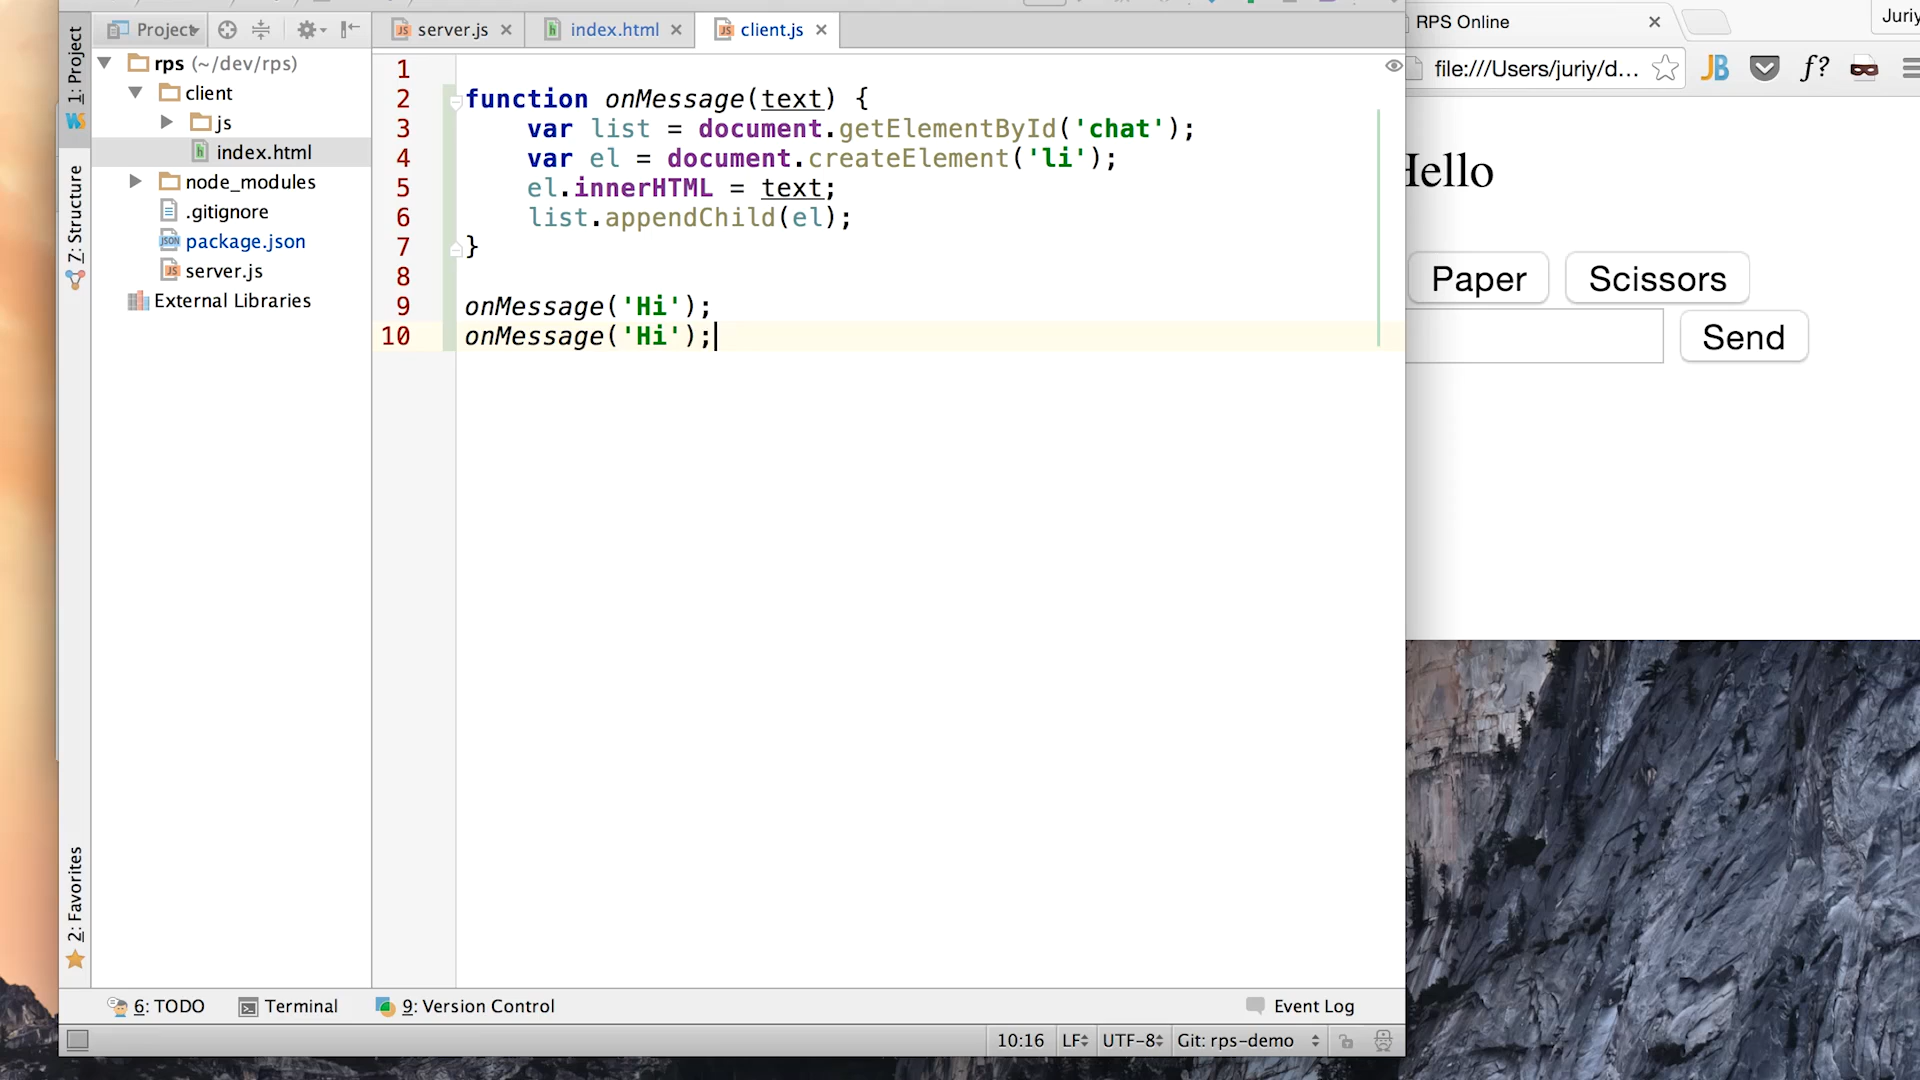 1: Project
Z: Structure
2: Favorites
Project
rps (~/dev/rps)
client
js
index.html
node_modules
.gitignore
package.json
server.js
External Libraries
server.js
index.html
client.js
1
2 function onMessage(text) {
3 var list = document.getElementById('chat');
4 var el = document.createElement('li');
5 el.innerHTML = text;
6 list.appendChild(el);
7 }
8
9 onMessage('Hi');
10 onMessage('Hi');
6: TODO
Terminal
9: Version Control
Event Log
10:16
LF
UTF-8
Git: rps-demo
RPS Online
Juriy
file:///Users/juriy/d...
JB
f?
Hello
Paper
Scissors
Send